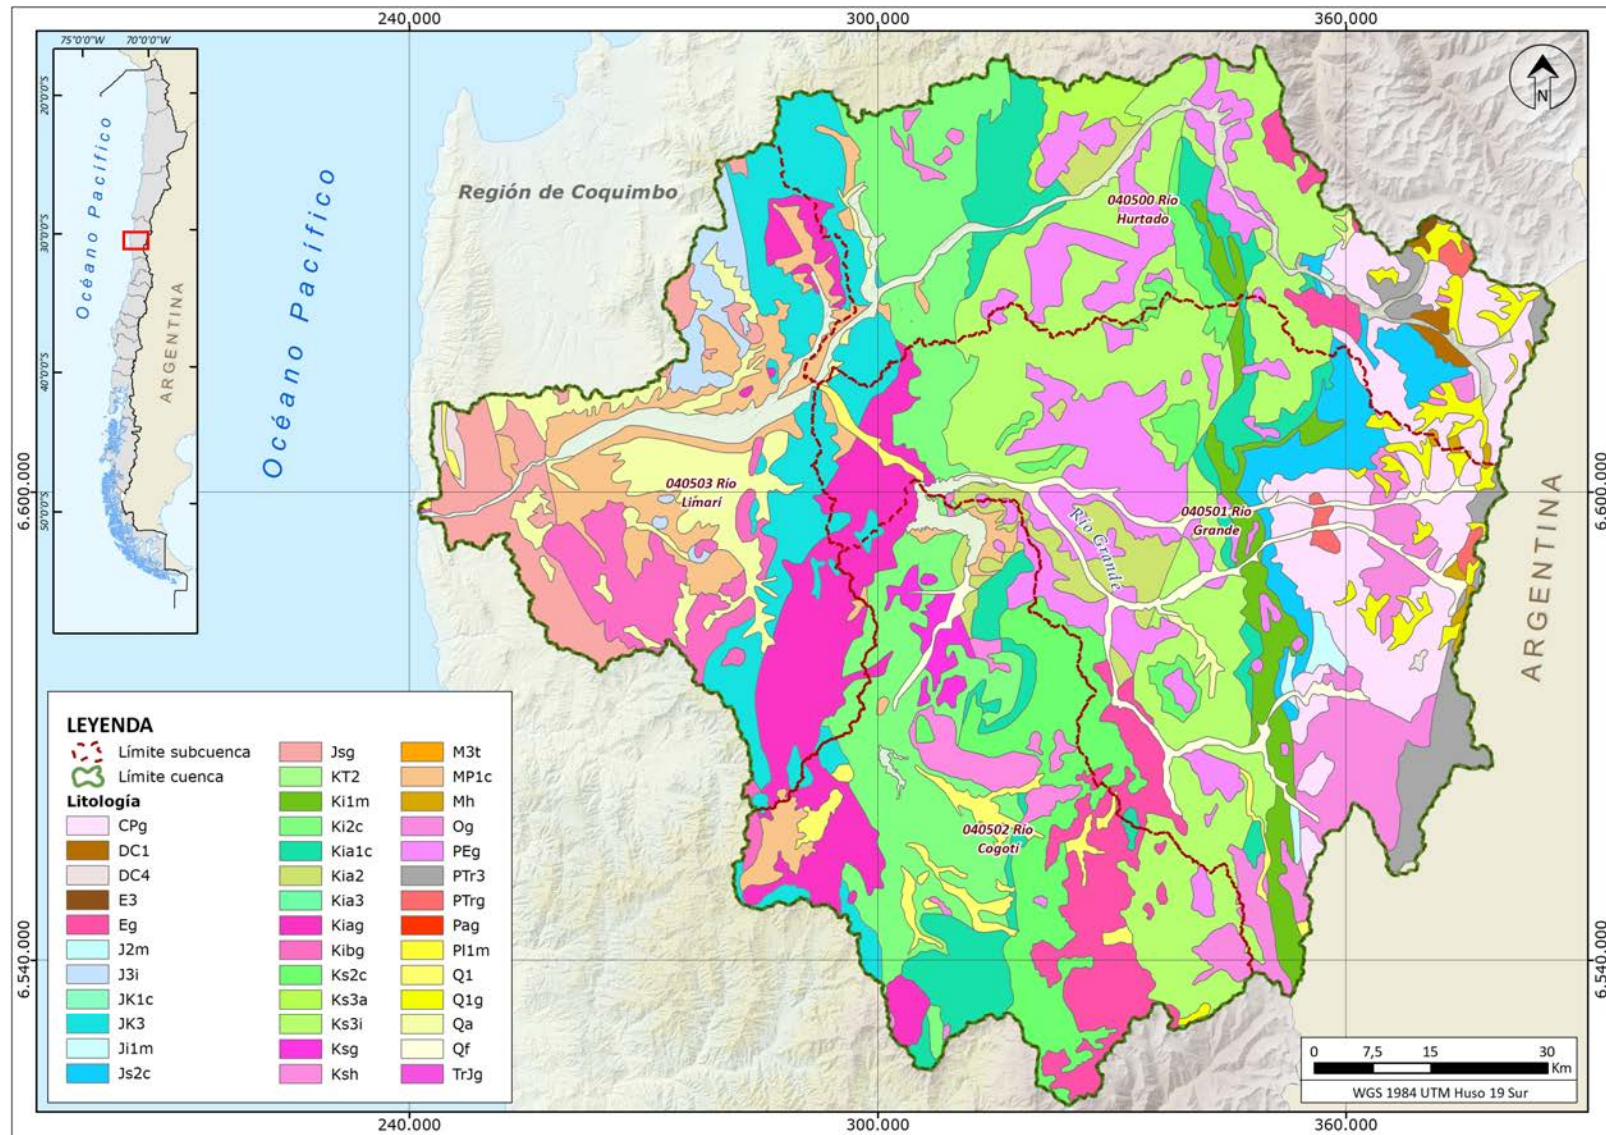 240.000
300.000
360.000
75°0'0"W
70°0'0"W
20°0'0"S
30°0'0"S
40°0'0"S
50°0'0"S
Océano Pacífico
ARGENTINA
N
Océano Pacífico
Región de Coquimbo
040500 Río
Hurtado
040503 Río
Limarí
040501 Río
Grande
Río Grande
040502 Río
Cogotí
ARGENTINA
6.600.000
6.600.000
6.540.000
6.540.000
LEYENDA
Límite subcuenca
Límite cuenca
Litología
CPg
DC1
DC4
E3
Eg
J2m
J3i
JK1c
JK3
Ji1m
Js2c
Jsg
KT2
Ki1m
Ki2c
Kia1c
Kia2
Kia3
Kiag
Kibg
Ks2c
Ks3a
Ks3i
Ksg
Ksh
M3t
MP1c
Mh
Og
PEg
PTr3
PTrg
Pag
Pl1m
Q1
Q1g
Qa
Qf
TrJg
0 7,5 15 30
Km
WGS 1984 UTM Huso 19 Sur
240.000
300.000
360.000